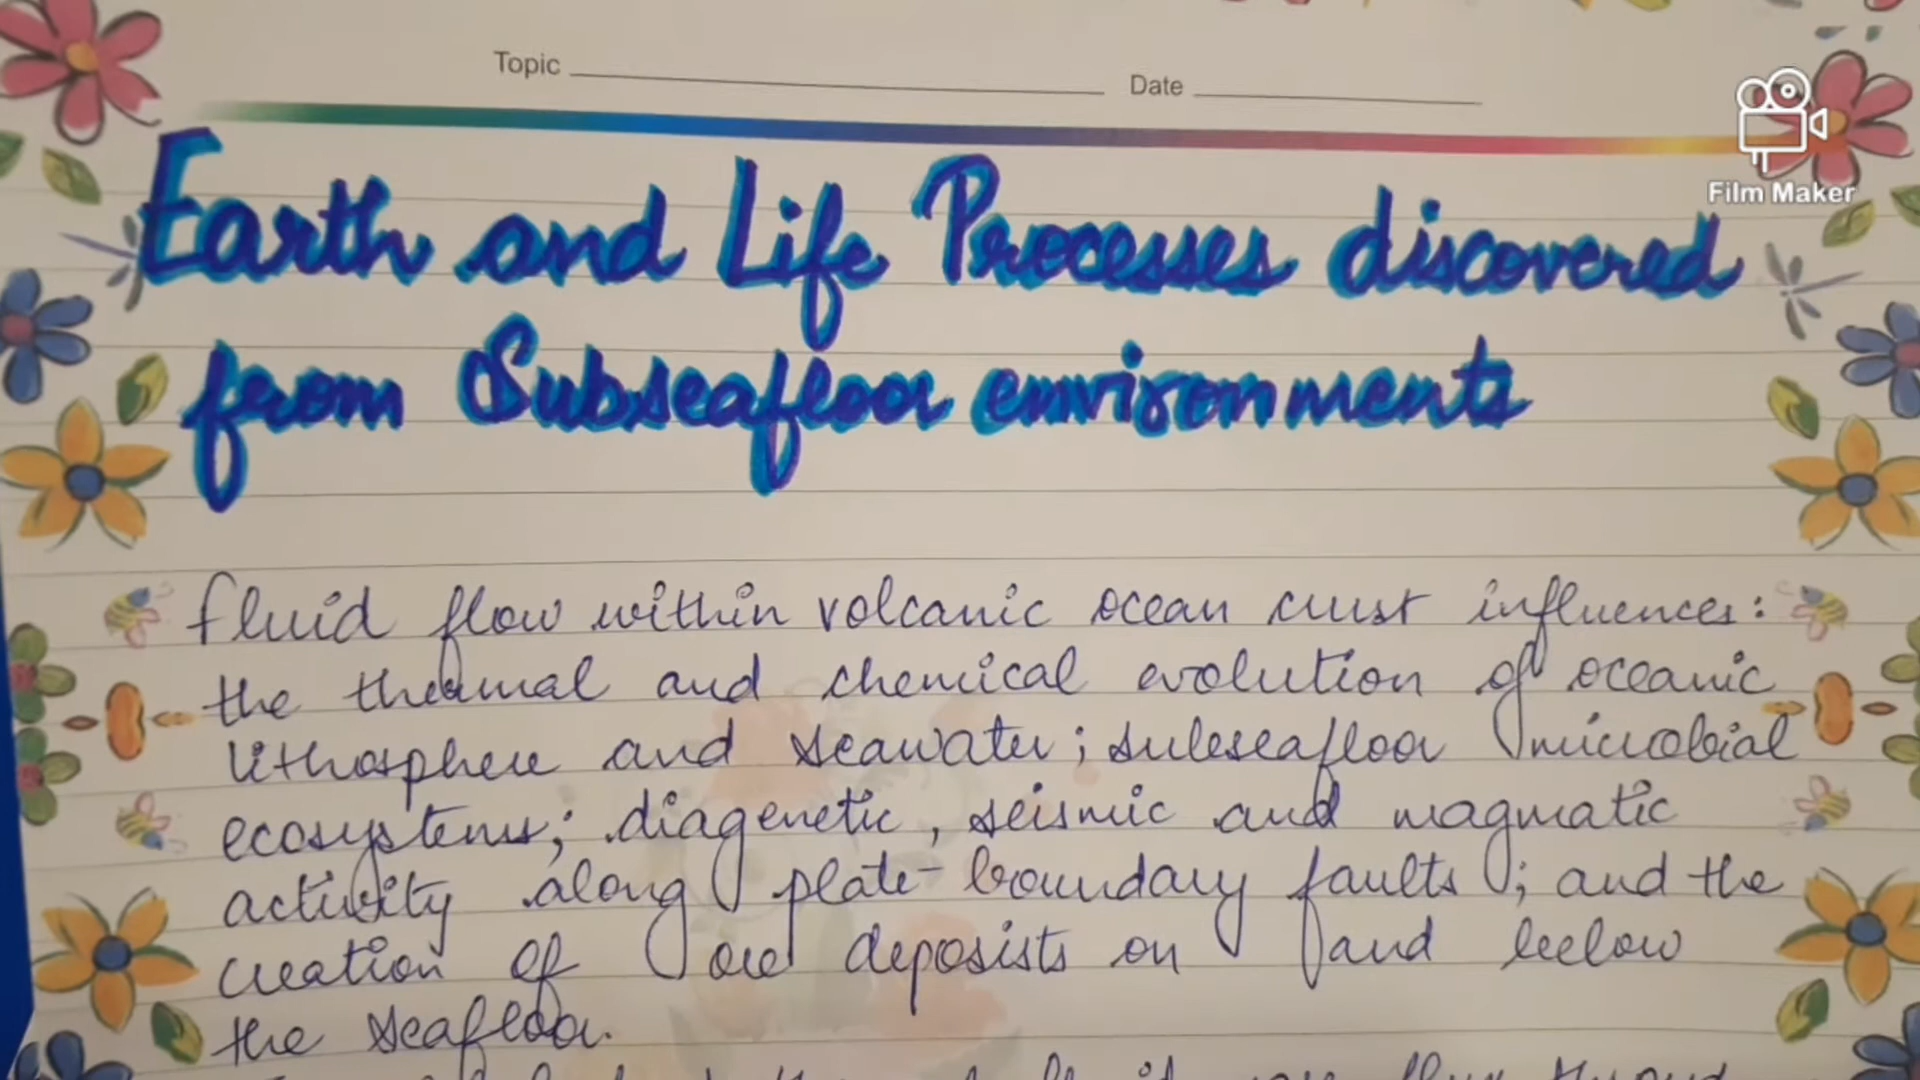 Topic Date
Film Maker
Earth and Life Processes discovered
from Subseafloor environments
fluid flow within volcanic ocean crust influences:
the thermal and chemical evolution of oceanic
lithosphere and seawater; subseafloor microbial
ecosystems; diagenetic, seismic and magmatic
activity along plate-boundary faults; and the
creation of ore deposists on and below
the seafloor.